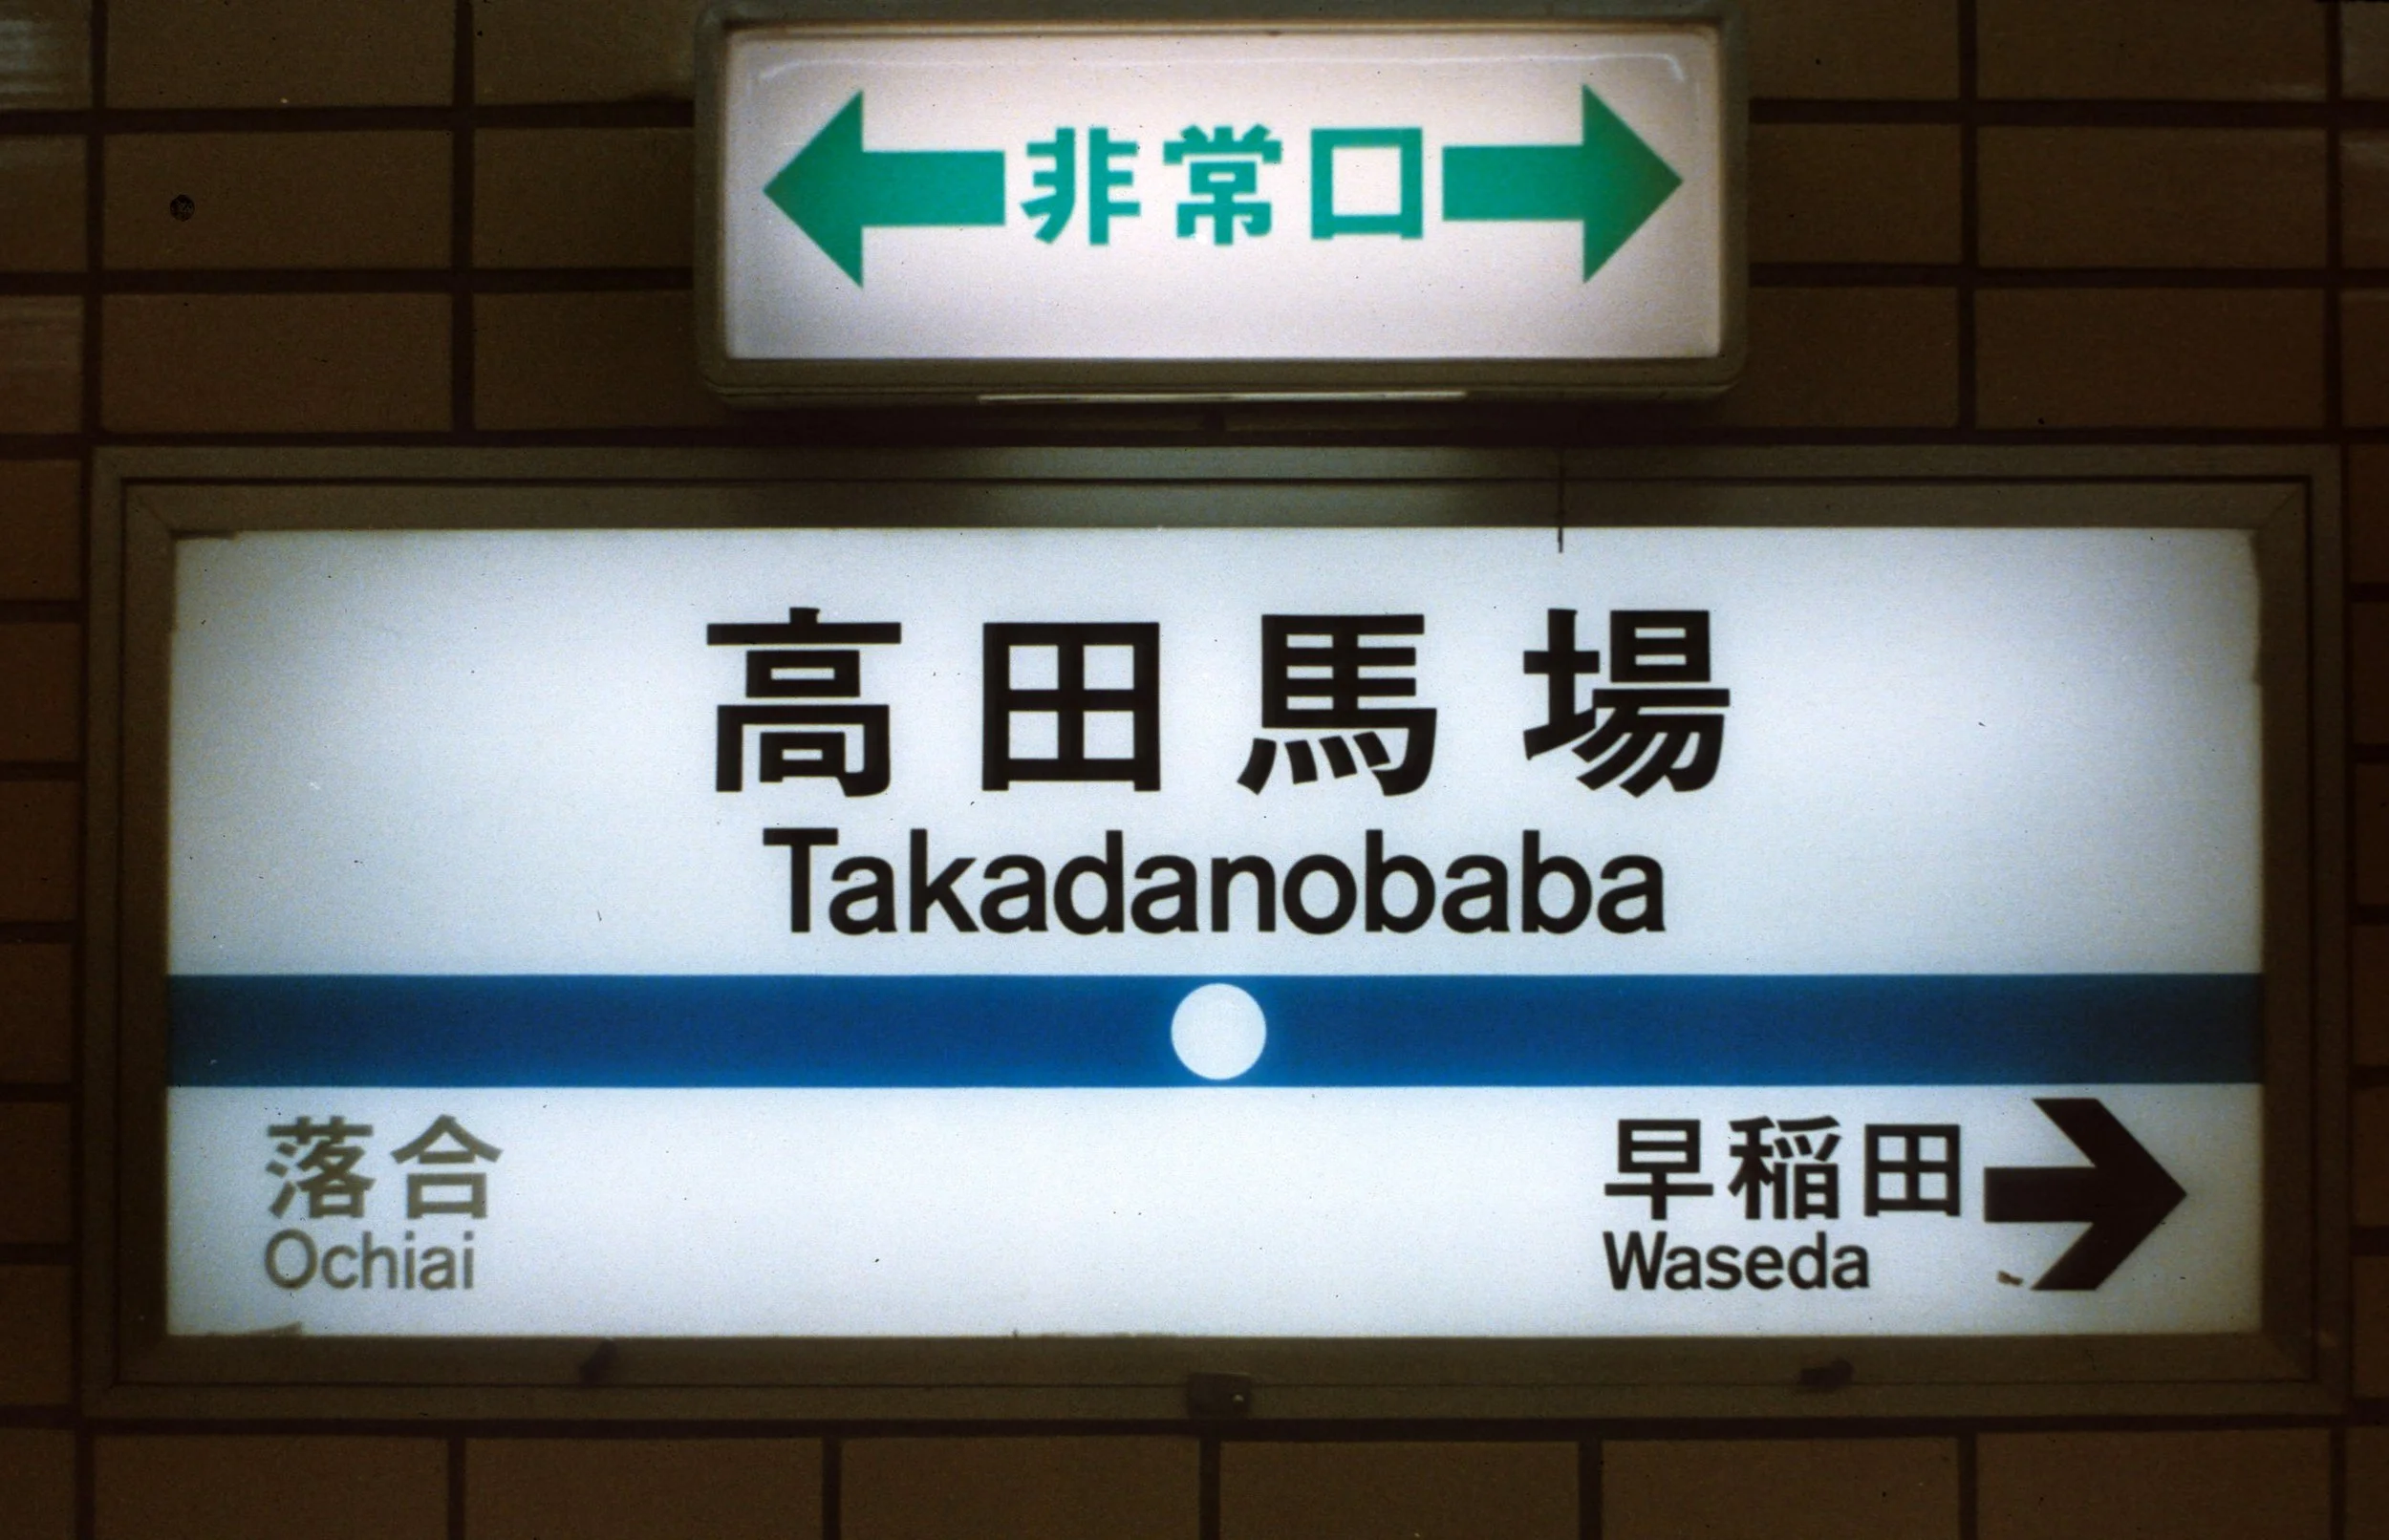 非常口
高田馬場
Takadanobaba
落合
Ochiai
早稲田
Waseda